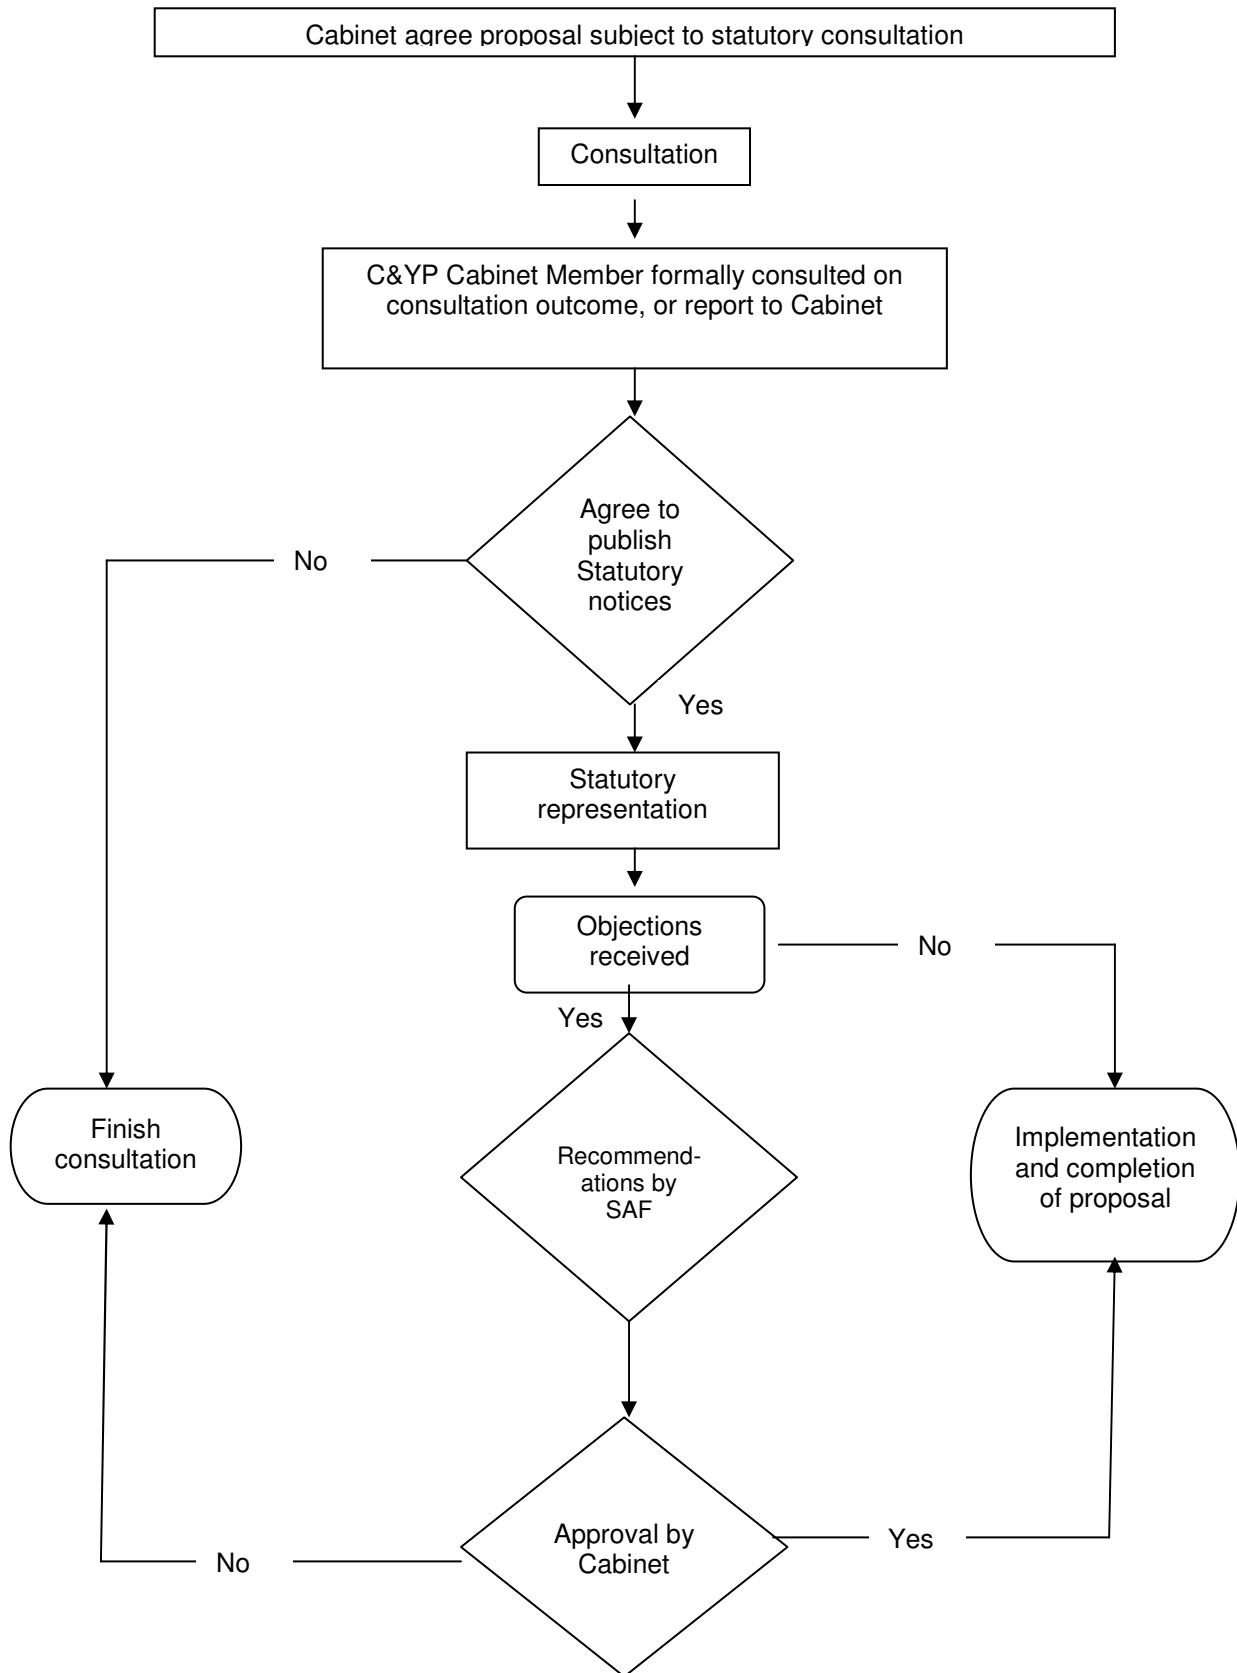 Cabinet agree proposal subject to statutory consultation
Consultation
C&YP Cabinet Member formally consulted on
consultation outcome, or report to Cabinet
Agree to
publish
Statutory
notices
No
Yes
Statutory
representation
Objections
received
No
Yes
Finish
consultation
Recommend-
ations by
SAF
Implementation
and completion
of proposal
Approval by
Cabinet
Yes
No